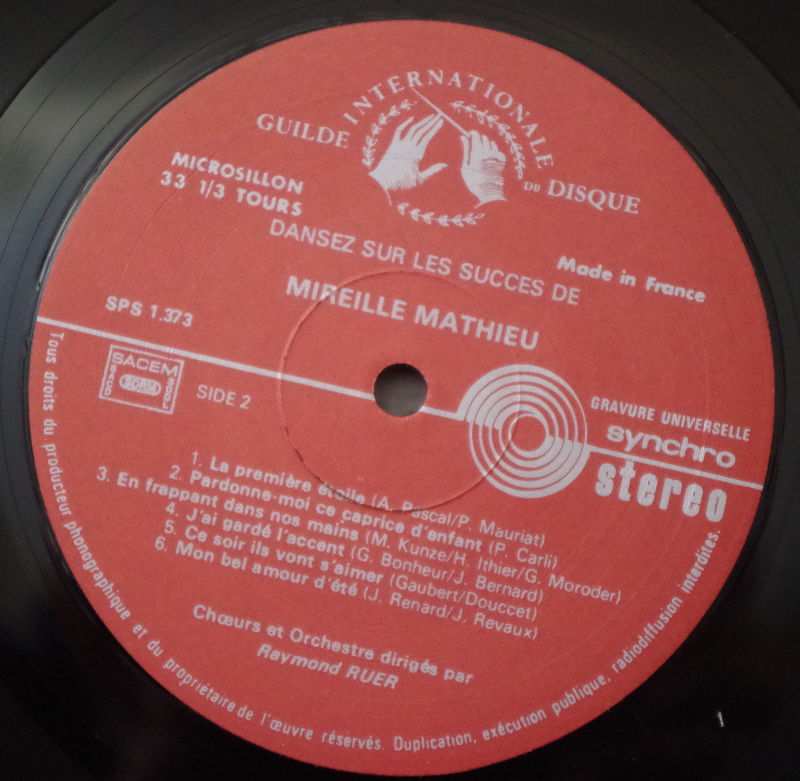 GUILDE INTERNATIONALE DU DISQUE
MICROSILLON
33 1/3 TOURS
Made in France
DANSEZ SUR LES SUCCES DE
MIREILLE MATHIEU
SPS 1.373
SACEM
SACD
SDRM
SGDL
SIDE 2
GRAVURE UNIVERSELLE
synchro
stereo
1. La première étoile (A. Pascal/P. Mauriat)
2. Pardonne-moi ce caprice d'enfant (P. Carli)
3. En frappant dans nos mains (M. Kunze/H. Ithier/G. Moroder)
4. J'ai gardé l'accent (G. Bonheur/J. Bernard)
5. Ce soir ils vont s'aimer (Gaubert/Douccet)
6. Mon bel amour d'été (J. Renard/J. Revaux)
Chœurs et Orchestre dirigés par
Raymond RUER
Tous droits du producteur phonographique et du propriétaire de l'œuvre réservés. Duplication, exécution publique, radiodiffusion interdites.